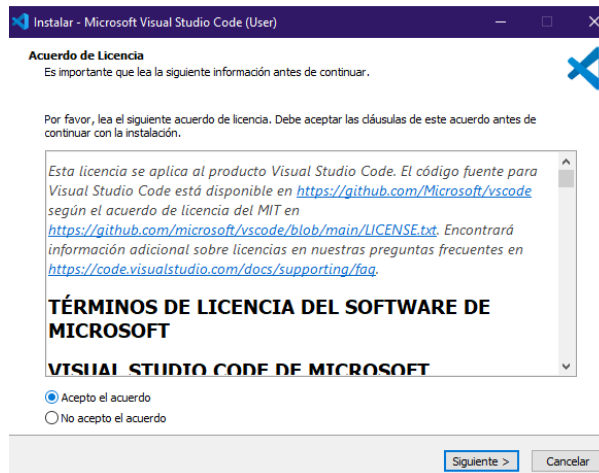 Instalar - Microsoft Visual Studio Code (User)
Acuerdo de Licencia
Es importante que lea la siguiente información antes de continuar.
Por favor, lea el siguiente acuerdo de licencia. Debe aceptar las cláusulas de este acuerdo antes de
continuar con la instalación.
Esta licencia se aplica al producto Visual Studio Code. El código fuente para
Visual Studio Code está disponible en https://github.com/Microsoft/vscode
según el acuerdo de licencia del MIT en
https://github.com/microsoft/vscode/blob/main/LICENSE.txt. Encontrará
información adicional sobre licencias en nuestras preguntas frecuentes en
https://code.visualstudio.com/docs/supporting/faq.
TÉRMINOS DE LICENCIA DEL SOFTWARE DE
MICROSOFT
VISUAL STUDIO CODE DE MICROSOFT
Acepto el acuerdo
No acepto el acuerdo
Siguiente >
Cancelar